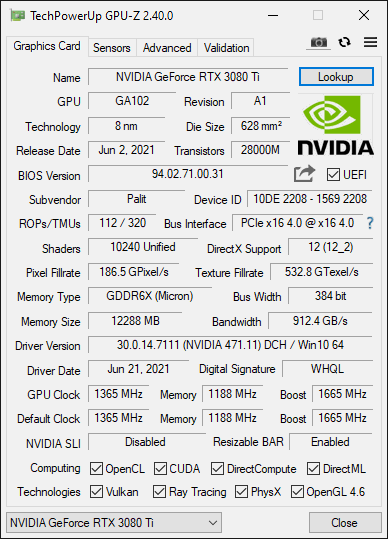 TechPowerUp GPU-Z 2.40.0
Graphics Card Sensors Advanced Validation
Name NVIDIA GeForce RTX 3080 Ti Lookup
GPU GA102 Revision A1
Technology 8 nm Die Size 628 mm²
Release Date Jun 2, 2021 Transistors 28000M
NVIDIA
BIOS Version 94.02.71.00.31 UEFI
Subvendor Palit Device ID 10DE 2208 - 1569 2208
ROPs/TMUs 112 / 320 Bus Interface PCIe x16 4.0 @ x16 4.0 ?
Shaders 10240 Unified DirectX Support 12 (12_2)
Pixel Fillrate 186.5 GPixel/s Texture Fillrate 532.8 GTexel/s
Memory Type GDDR6X (Micron) Bus Width 384 bit
Memory Size 12288 MB Bandwidth 912.4 GB/s
Driver Version 30.0.14.7111 (NVIDIA 471.11) DCH / Win10 64
Driver Date Jun 21, 2021 Digital Signature WHQL
GPU Clock 1365 MHz Memory 1188 MHz Boost 1665 MHz
Default Clock 1365 MHz Memory 1188 MHz Boost 1665 MHz
NVIDIA SLI Disabled Resizable BAR Enabled
Computing OpenCL CUDA DirectCompute DirectML
Technologies Vulkan Ray Tracing PhysX OpenGL 4.6
NVIDIA GeForce RTX 3080 Ti Close